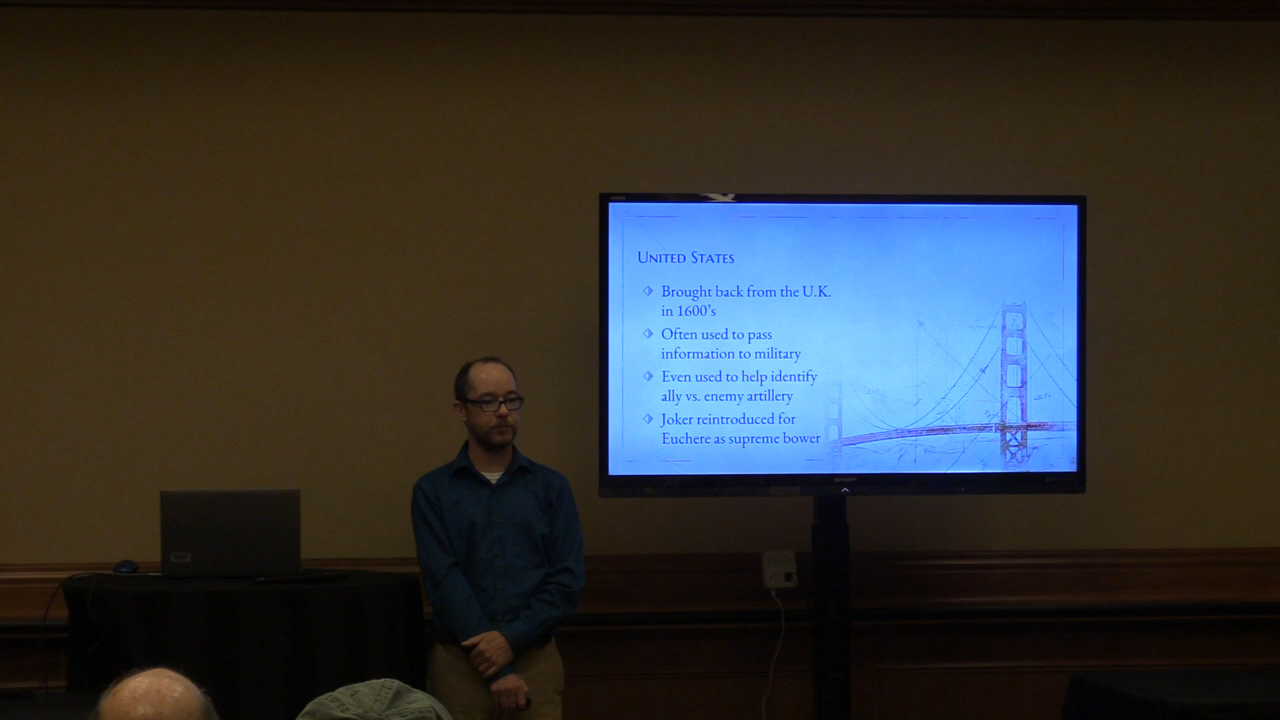 United States
Brought back from the U.K.
in 1600's
Often used to pass
information to military
Even used to help identify
ally vs. enemy artillery
Joker reintroduced for
Euchere as supreme bower
SHARP